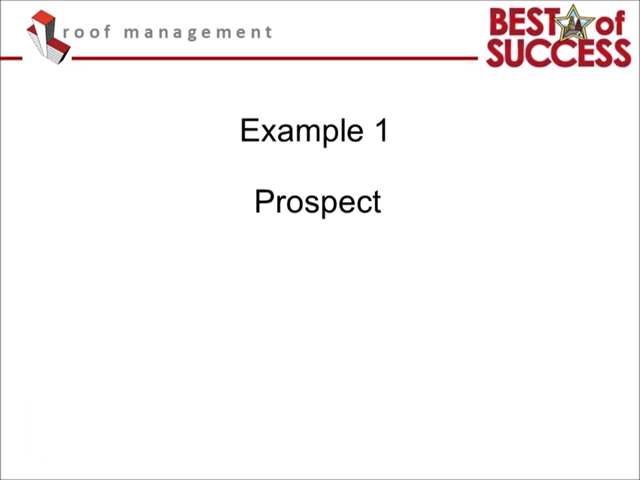 roof management
BEST of
SUCCESS
Example 1
Prospect